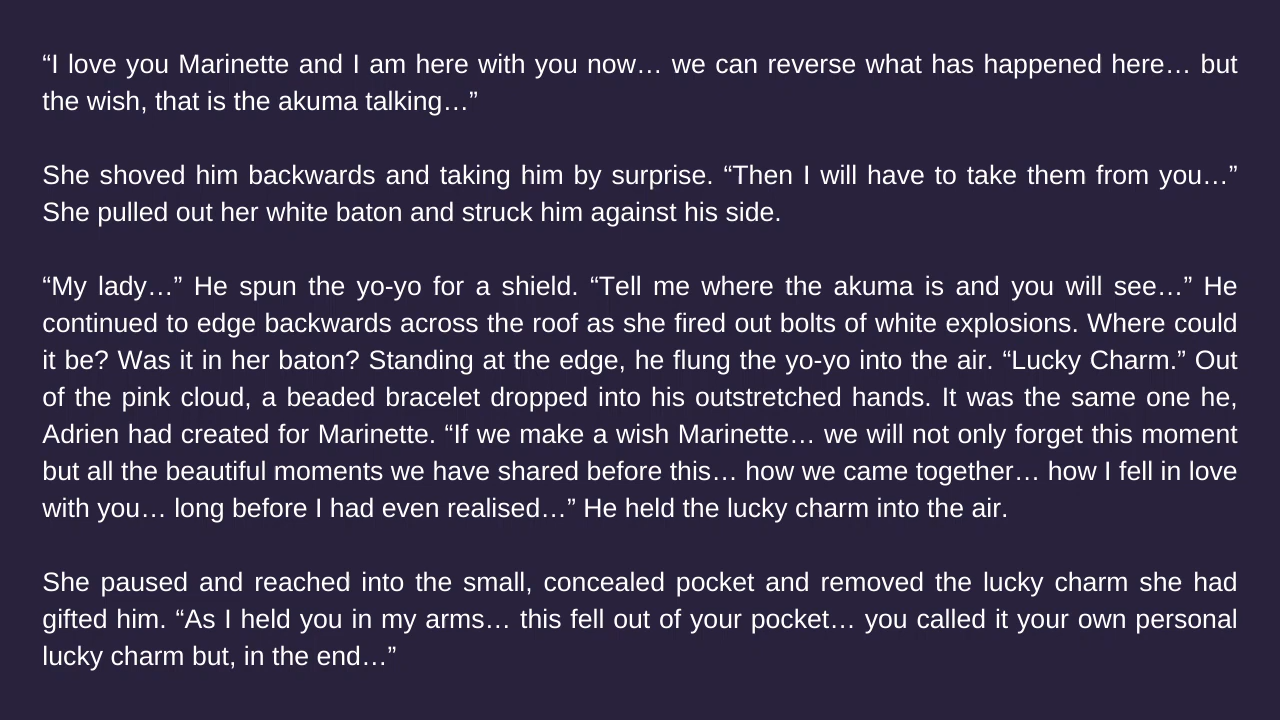 “I love you Marinette and I am here with you now… we can reverse what has happened here… but
the wish, that is the akuma talking…”
She shoved him backwards and taking him by surprise. “Then I will have to take them from you…”
She pulled out her white baton and struck him against his side.
“My lady…” He spun the yo-yo for a shield. “Tell me where the akuma is and you will see…” He
continued to edge backwards across the roof as she fired out bolts of white explosions. Where could
it be? Was it in her baton? Standing at the edge, he flung the yo-yo into the air. “Lucky Charm.” Out
of the pink cloud, a beaded bracelet dropped into his outstretched hands. It was the same one he,
Adrien had created for Marinette. “If we make a wish Marinette… we will not only forget this moment
but all the beautiful moments we have shared before this… how we came together… how I fell in love
with you… long before I had even realised…” He held the lucky charm into the air.
She paused and reached into the small, concealed pocket and removed the lucky charm she had
gifted him. “As I held you in my arms… this fell out of your pocket… you called it your own personal
lucky charm but, in the end…”